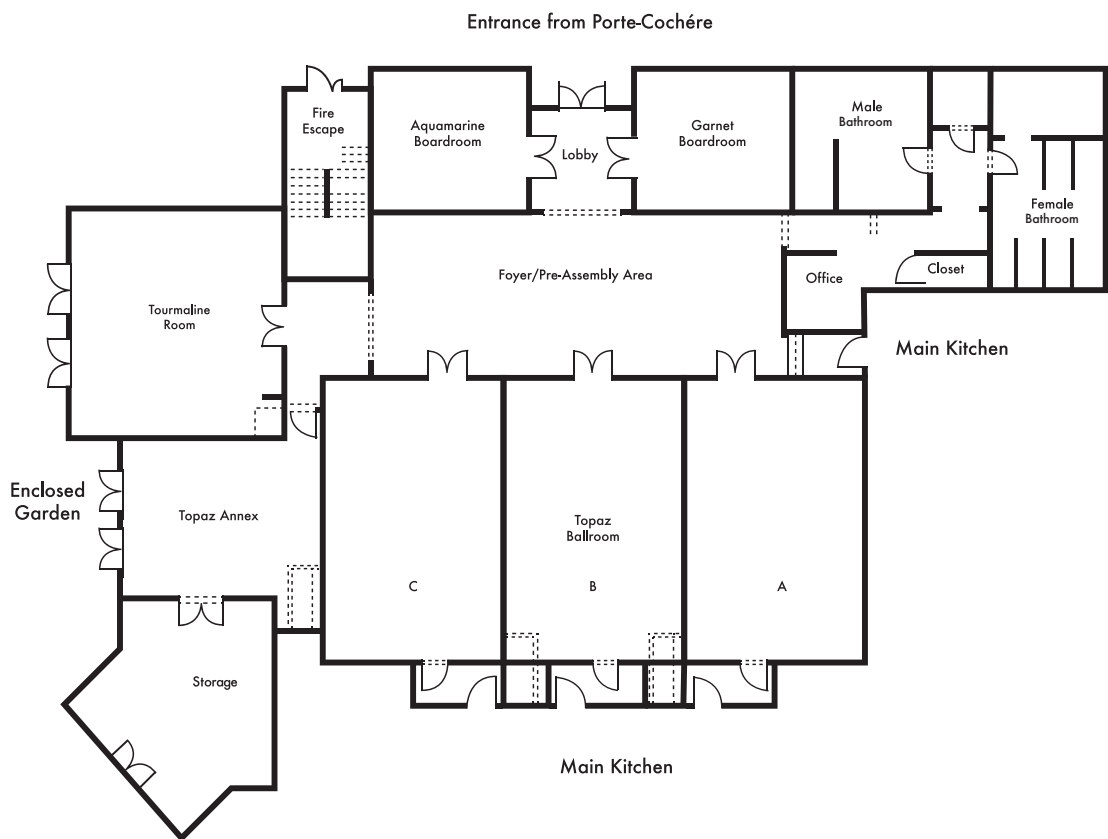 Entrance from Porte-Cochére
Fire
Escape
Aquamarine
Boardroom
Lobby
Garnet
Boardroom
Male
Bathroom
Female
Bathroom
Foyer/Pre-Assembly Area
Office
Closet
Tourmaline
Room
Main Kitchen
Enclosed
Garden
Topaz Annex
Topaz
Ballroom
C
B
A
Storage
Main Kitchen